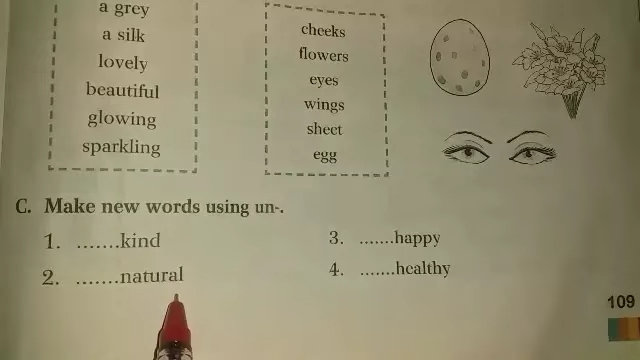 a grey
a silk
lovely
beautiful
glowing
sparkling
cheeks
flowers
eyes
wings
sheet
egg
C. Make new words using un-.
1. .......kind
2. .......natural
3. .......happy
4. .......healthy
109